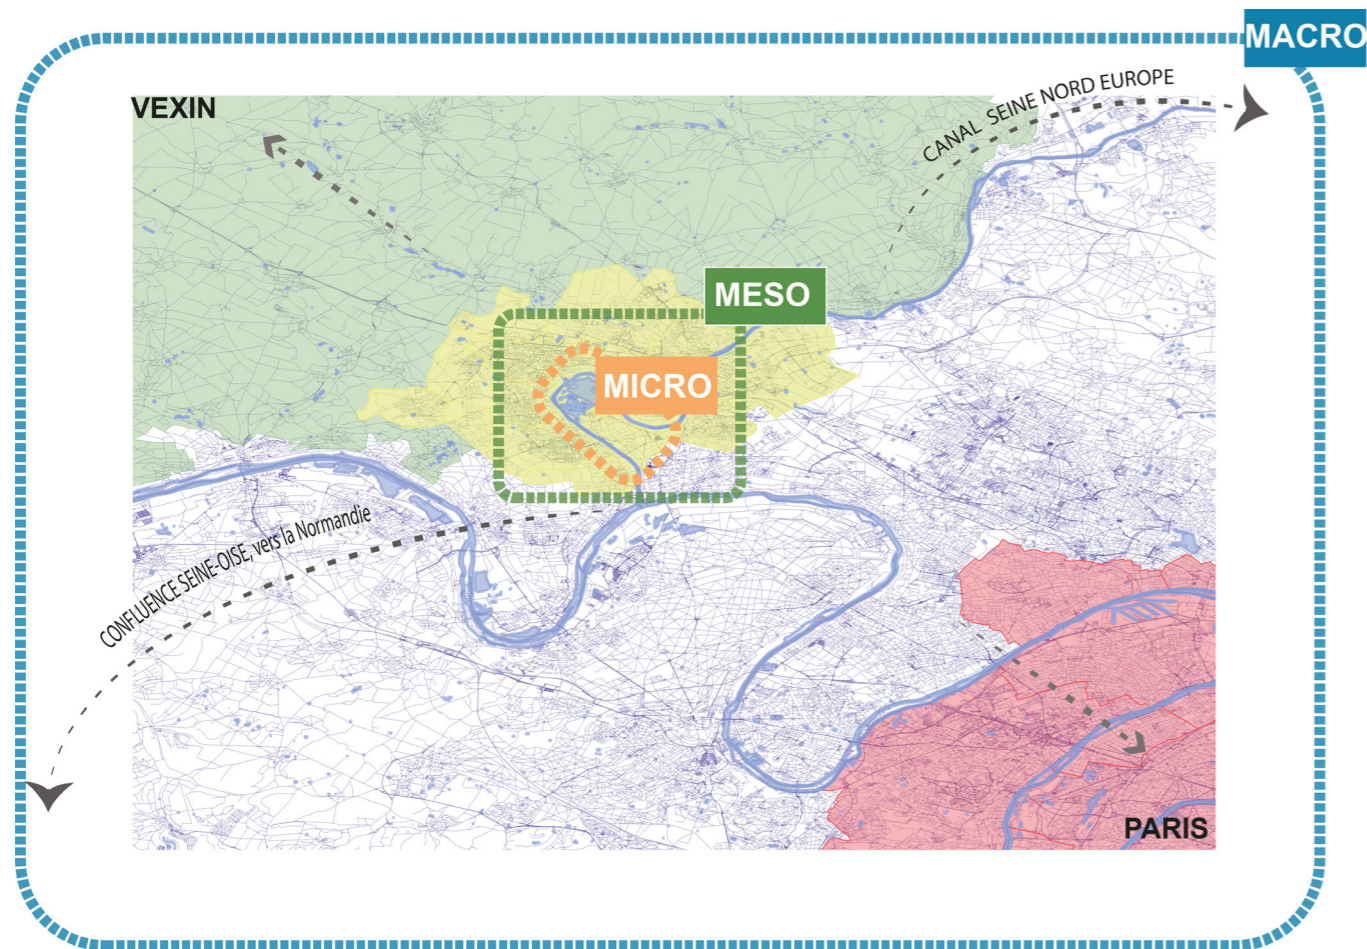 MACRO
CANAL SEINE NORD EUROPE
VEXIN
MESO
MICRO
CONFLUENCE SEINE-OISE, vers la Normandie
PARIS